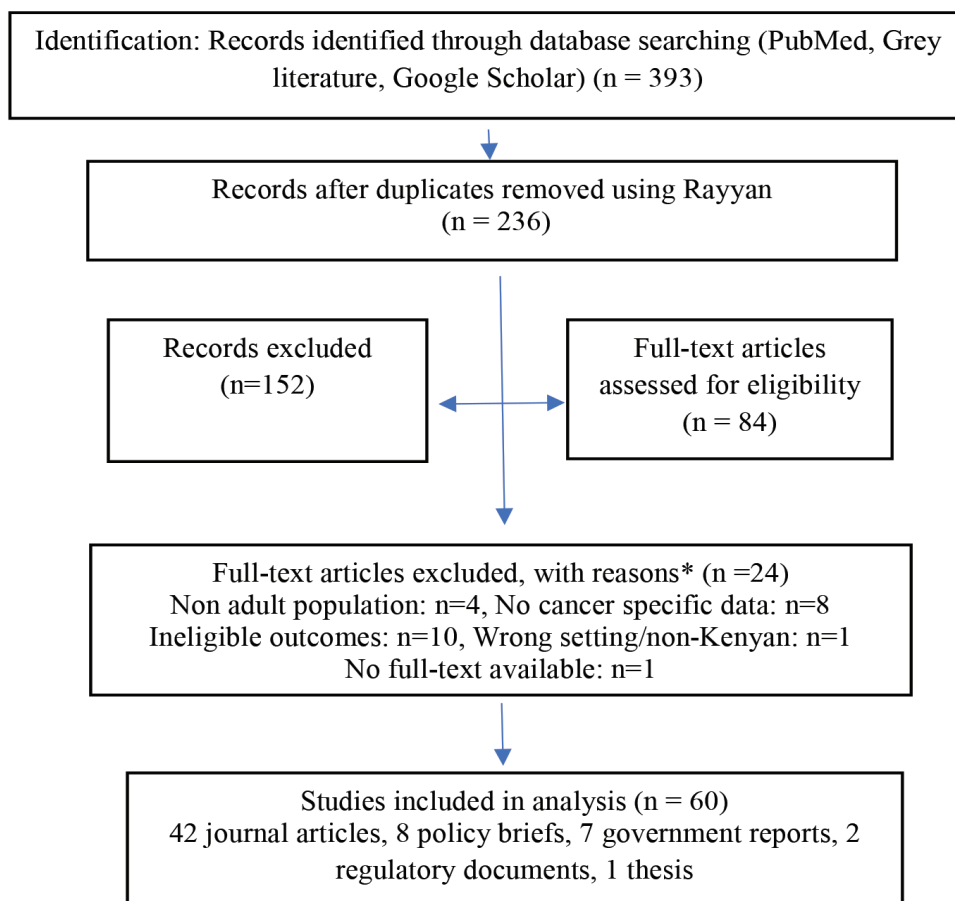 Identification: Records identified through database searching (PubMed, Grey
literature, Google Scholar) (n = 393)
Records after duplicates removed using Rayyan
(n = 236)
Records excluded
(n=152)
Full-text articles
assessed for eligibility
(n = 84)
Full-text articles excluded, with reasons* (n =24)
Non adult population: n=4, No cancer specific data: n=8
Ineligible outcomes: n=10, Wrong setting/non-Kenyan: n=1
No full-text available: n=1
Studies included in analysis (n = 60)
42 journal articles, 8 policy briefs, 7 government reports, 2
regulatory documents, 1 thesis